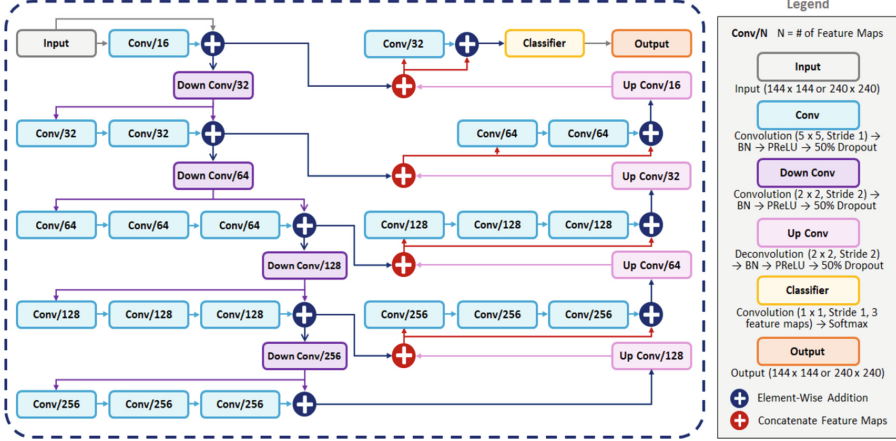 Legend
Input
Conv/16
Conv/32
Classifier
Output
Down Conv/32
Up Conv/16
Conv/32
Conv/32
Conv/64
Conv/64
Down Conv/64
Up Conv/32
Conv/64
Conv/64
Conv/64
Conv/128
Conv/128
Conv/128
Down Conv/128
Up Conv/64
Conv/128
Conv/128
Conv/128
Conv/256
Conv/256
Conv/256
Down Conv/256
Up Conv/128
Conv/256
Conv/256
Conv/256
Conv/N N = # of Feature Maps
Input
Input (144 x 144 or 240 x 240)
Conv
Convolution (5 x 5, Stride 1) →
BN → PReLU → 50% Dropout
Down Conv
Convolution (2 x 2, Stride 2) →
BN → PReLU → 50% Dropout
Up Conv
Deconvolution (2 x 2, Stride 2)
→ BN → PReLU → 50% Dropout
Classifier
Convolution (1 x 1, Stride 1, 3
feature maps) → Softmax
Output
Output (144 x 144 or 240 x 240)
Element-Wise Addition
Concatenate Feature Maps